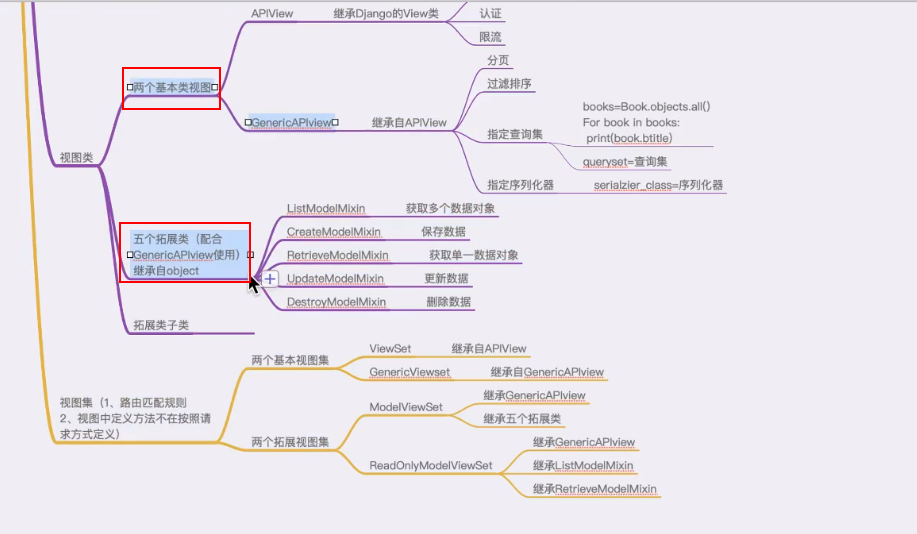 APIView
继承Django的View类
认证
限流
两个基本类视图
GenericAPIview
继承自APIView
分页
过滤排序
指定查询集
books=Book.objects.all()
For book in books:
print(book.btitle)
queryset=查询集
指定序列化器
serialzier_class=序列化器
视图类
五个拓展类（配合
GenericAPIview使用）
继承自object
ListModelMixin
获取多个数据对象
CreateModelMixin
保存数据
RetrieveModelMixin
获取单一数据对象
UpdateModelMixin
更新数据
DestroyModelMixin
删除数据
拓展类子类
视图集（1、路由匹配规则
2、视图中定义方法不在按照请
求方式定义）
两个基本视图集
ViewSet
继承自APIView
GenericViewset
继承自GenericAPIview
两个拓展视图集
ModelViewSet
继承GenericAPIview
继承五个拓展类
ReadOnlyModelViewSet
继承GenericAPIview
继承ListModelMixin
继承RetrieveModelMixin